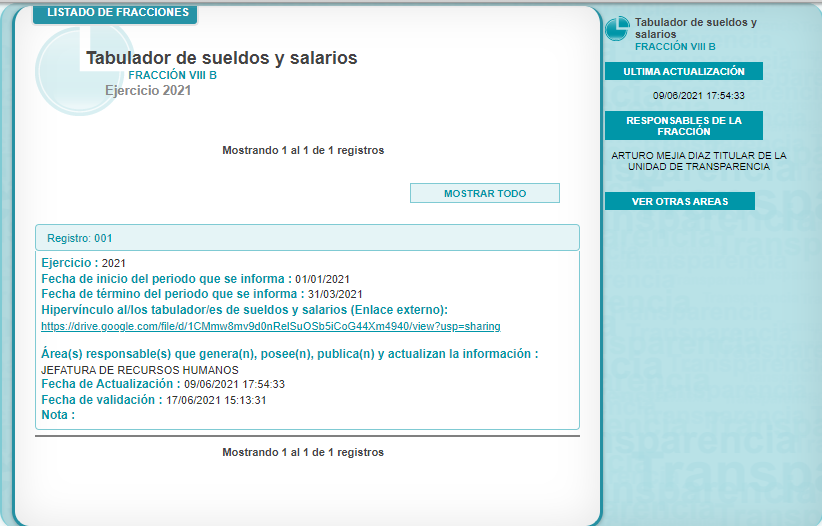 LISTADO DE FRACCIONES
Tabulador de sueldos y salarios
FRACCIÓN VIII B
Ejercicio 2021
Mostrando 1 al 1 de 1 registros
MOSTRAR TODO
Registro: 001
Ejercicio : 2021
Fecha de inicio del periodo que se informa : 01/01/2021
Fecha de término del periodo que se informa : 31/03/2021
Hipervínculo al/los tabulador/es de sueldos y salarios (Enlace externo):
https://drive.google.com/file/d/1CMmw8mv9d0nRelSuOSb5iCoG44Xm4940/view?usp=sharing
Área(s) responsable(s) que genera(n), posee(n), publica(n) y actualizan la información :
JEFATURA DE RECURSOS HUMANOS
Fecha de Actualización : 09/06/2021 17:54:33
Fecha de validación : 17/06/2021 15:13:31
Nota :
Mostrando 1 al 1 de 1 registros
Tabulador de sueldos y
salarios
FRACCIÓN VIII B
ULTIMA ACTUALIZACIÓN
09/06/2021 17:54:33
RESPONSABLES DE LA
FRACCIÓN
ARTURO MEJIA DIAZ TITULAR DE LA
UNIDAD DE TRANSPARENCIA
VER OTRAS AREAS